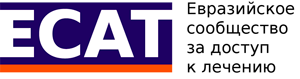 ECAT
Евразийское
сообщество
за доступ
к лечению